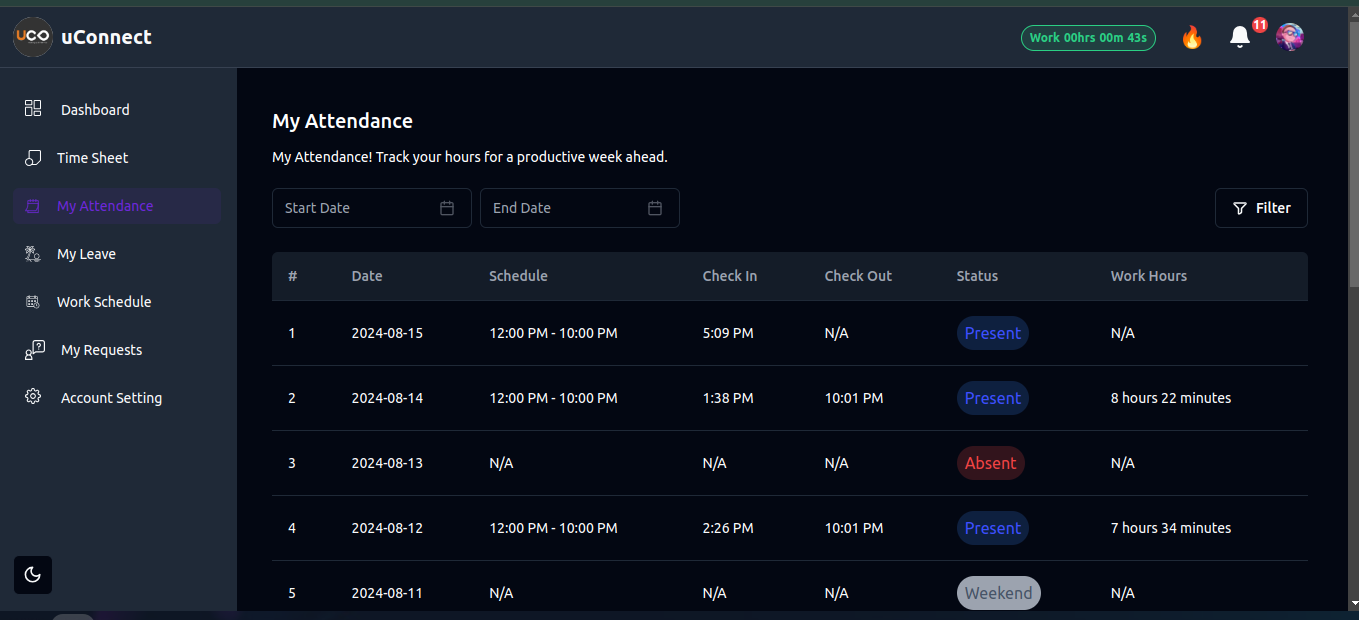 UCO uConnect Work 00hrs 00m 43s 11
Dashboard
Time Sheet
My Attendance
My Leave
Work Schedule
My Requests
Account Setting
My Attendance
My Attendance! Track your hours for a productive week ahead.
Start Date End Date Filter
# Date Schedule Check In Check Out Status Work Hours
1 2024-08-15 12:00 PM - 10:00 PM 5:09 PM N/A Present N/A
2 2024-08-14 12:00 PM - 10:00 PM 1:38 PM 10:01 PM Present 8 hours 22 minutes
3 2024-08-13 N/A N/A N/A Absent N/A
4 2024-08-12 12:00 PM - 10:00 PM 2:26 PM 10:01 PM Present 7 hours 34 minutes
5 2024-08-11 N/A N/A N/A Weekend N/A